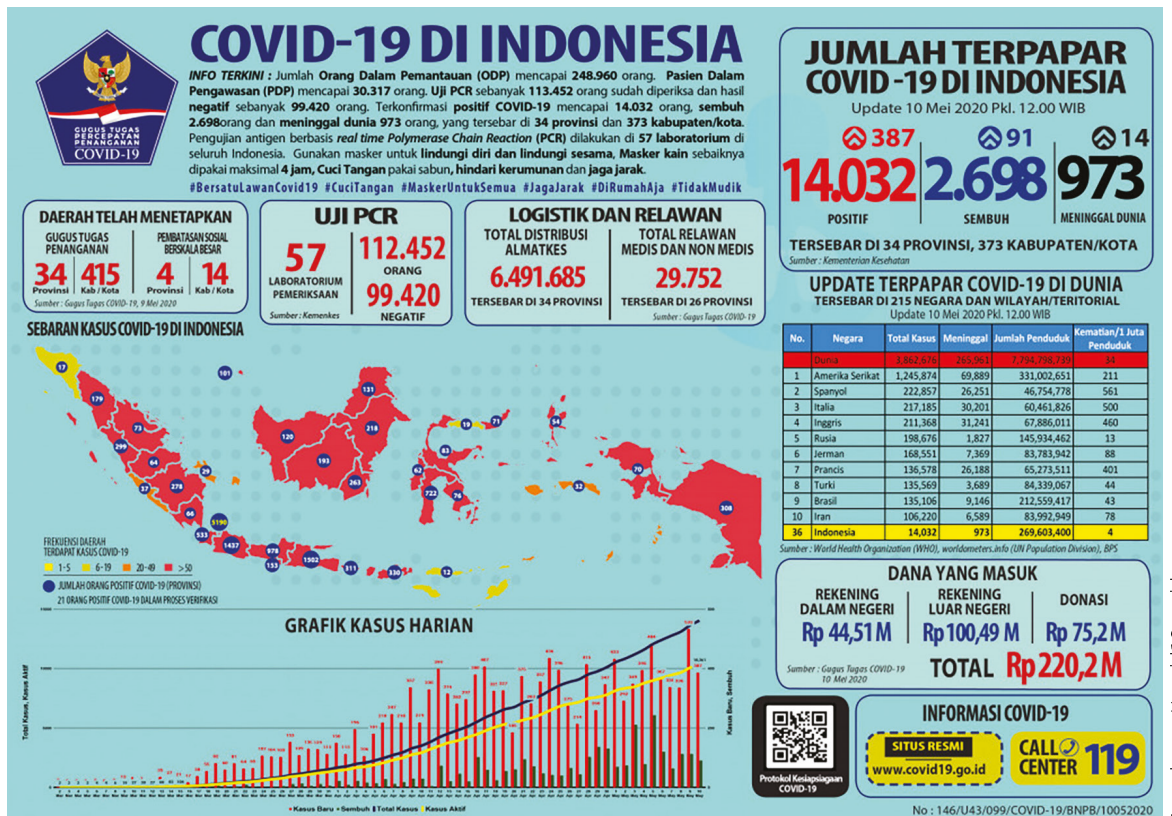 COVID-19 DI INDONESIA
GUGUS TUGAS
PERCEPATAN
PENANGANAN
COVID-19
INFO TERKINI : Jumlah Orang Dalam Pemantauan (ODP) mencapai 248.960 orang. Pasien Dalam
Pengawasan (PDP) mencapai 30.317 orang. Uji PCR sebanyak 113.452 orang sudah diperiksa dan hasil
negatif sebanyak 99.420 orang. Terkonfirmasi positif COVID-19 mencapai 14.032 orang, sembuh
2.698orang dan meninggal dunia 973 orang, yang tersebar di 34 provinsi dan 373 kabupaten/kota.
Pengujian antigen berbasis real time Polymerase Chain Reaction (PCR) dilakukan di 57 laboratorium di
seluruh Indonesia. Gunakan masker untuk lindungi diri dan lindungi sesama, Masker kain sebaiknya
dipakai maksimal 4 jam, Cuci Tangan pakai sabun, hindari kerumunan dan jaga jarak.
#BersatuLawanCovid19 #CuciTangan #MaskerUntukSemua #JagaJarak #DiRumahAja #TidakMudik
JUMLAH TERPAPAR
COVID -19 DI INDONESIA
Update 10 Mei 2020 Pkl. 12.00 WIB
387 91 14
14.032 2.698 973
POSITIF SEMBUH MENINGGAL DUNIA
TERSEBAR DI 34 PROVINSI, 373 KABUPATEN/KOTA
Sumber : Kementerian Kesehatan
DAERAH TELAH MENETAPKAN
GUGUS TUGAS
PENANGANAN
34 415
Provinsi Kab / Kota
PEMBATASAN SOSIAL
BERSKALA BESAR
4 14
Provinsi Kab / Kota
Sumber : Gugus Tugas COVID-19, 9 Mei 2020
UJI PCR
57
LABORATORIUM
PEMERIKSAAN
112.452
ORANG
99.420
NEGATIF
Sumber : Kemenkes
LOGISTIK DAN RELAWAN
TOTAL DISTRIBUSI
ALMATKES
6.491.685
TERSEBAR DI 34 PROVINSI
TOTAL RELAWAN
MEDIS DAN NON MEDIS
29.752
TERSEBAR DI 26 PROVINSI
Sumber : Gugus Tugas COVID-19
UPDATE TERPAPAR COVID-19 DI DUNIA
TERSEBAR DI 215 NEGARA DAN WILAYAH/TERITORIAL
Update 10 Mei 2020 Pkl. 12.00 WIB
No. Negara Total Kasus Meninggal Jumlah Penduduk Kematian/1 Juta Penduduk
Dunia 3,862,676 265,961 7,794,798,739 34
1 Amerika Serikat 1,245,874 69,889 331,002,651 211
2 Spanyol 222,857 26,251 46,754,778 561
3 Italia 217,185 30,201 60,461,826 500
4 Inggris 211,368 31,241 67,886,011 460
5 Rusia 198,676 1,827 145,934,462 13
6 Jerman 168,551 7,369 83,783,942 88
7 Prancis 136,578 26,188 65,273,511 401
8 Turki 135,569 3,689 84,339,067 44
9 Brasil 135,106 9,146 212,559,417 43
10 Iran 106,220 6,589 83,992,949 78
36 Indonesia 14,032 973 269,603,400 4
Sumber : World Health Organization (WHO), worldometers.info (UN Population Division), BPS
SEBARAN KASUS COVID-19 DI INDONESIA
17
101
179
131
73
19
71
54
120
218
299
83
64
193
29
62
70
278
263
37
32
722
76
66
308
5190
533
1437
978
1502
153
311
330
12
FREKUENSI DAERAH
TERDAPAT KASUS COVID-19
1-5 6-19 20-49 >50
JUMLAH ORANG POSITIF COVID-19 (PROVINSI)
21 ORANG POSITIF COVID-19 DALAM PROSES VERIFIKASI
GRAFIK KASUS HARIAN
Total Kasus, Kasus Aktif
Kasus Baru, Sembuh
Kasus Baru Sembuh Total Kasus Kasus Aktif
DANA YANG MASUK
REKENING
DALAM NEGERI
Rp 44,51 M
REKENING
LUAR NEGERI
Rp 100,49 M
DONASI
Rp 75,2 M
Sumber : Gugus Tugas COVID-19
10 Mei 2020
TOTAL Rp 220,2 M
Protokol Kesiapsiagaan
COVID-19
INFORMASI COVID-19
SITUS RESMI
www.covid19.go.id
CALL
CENTER 119
No : 146/U43/099/COVID-19/BNPB/10052020